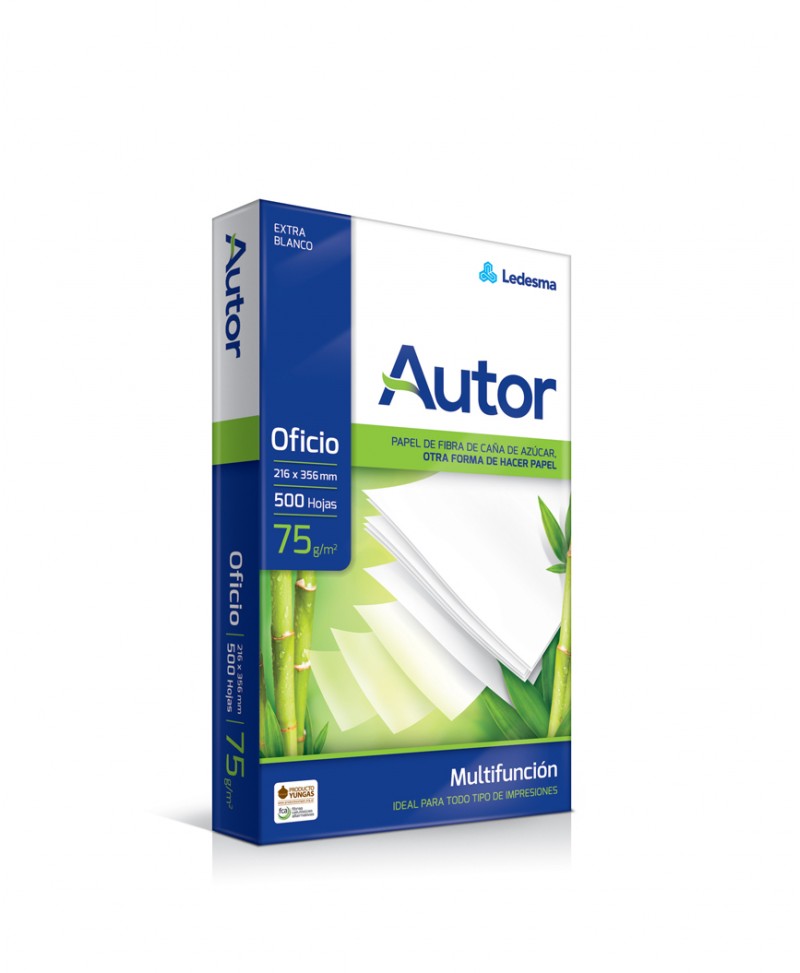 EXTRA
BLANCO
Ledesma
Autor
PAPEL DE FIBRA DE CAÑA DE AZÚCAR,
OTRA FORMA DE HACER PAPEL
Oficio
216 x 356 mm
500 Hojas
75 g/m²
Multifunción
IDEAL PARA TODO TIPO DE IMPRESIONES
PRODUCTO
YUNGAS
fca
Autor
Oficio
216 x 356 mm
500 Hojas
75 g/m²